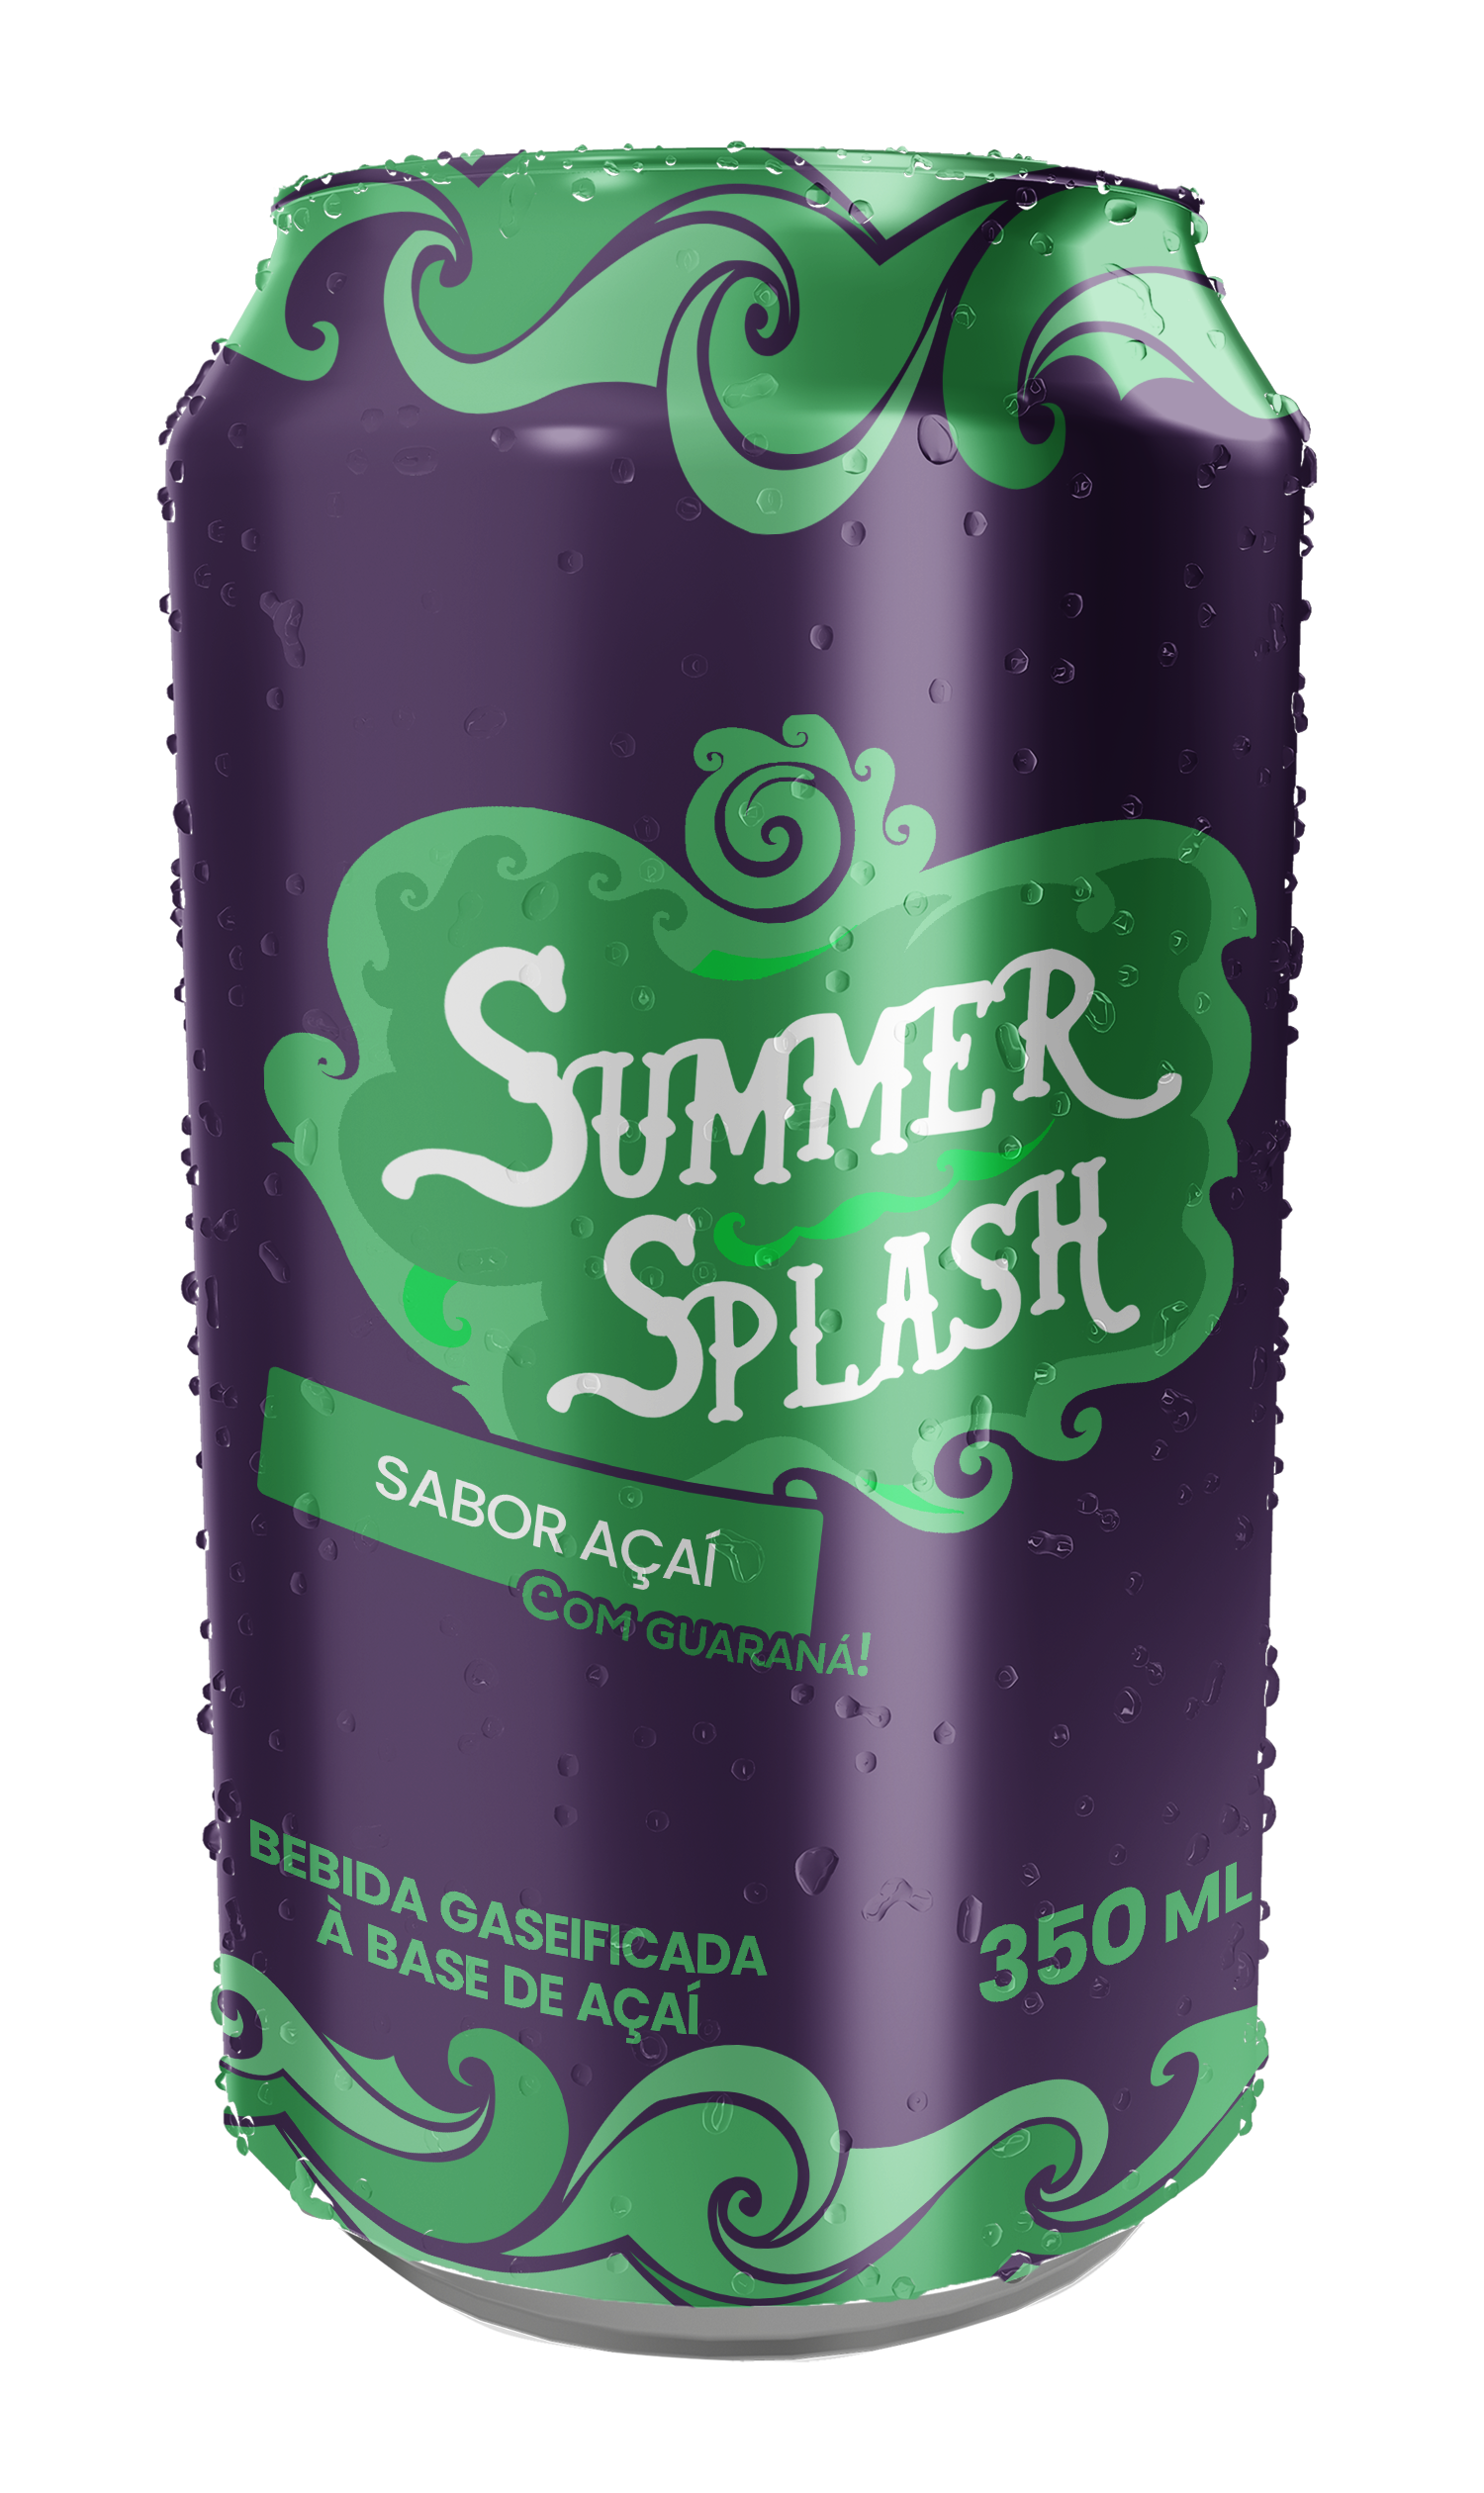 SUMMER
SPLASH
SABOR AÇAÍ
COM GUARANÁ!
BEBIDA GASEIFICADA
À BASE DE AÇAÍ
350 ML